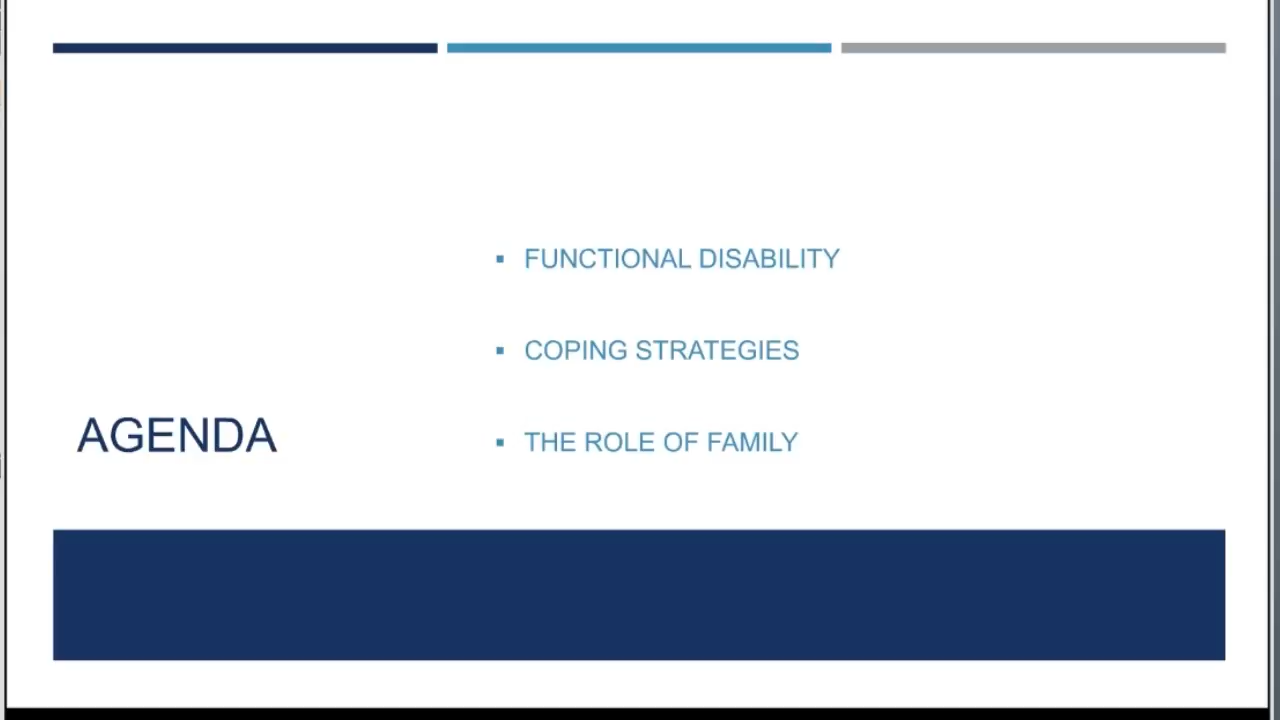 AGENDA
▪ FUNCTIONAL DISABILITY
▪ COPING STRATEGIES
▪ THE ROLE OF FAMILY